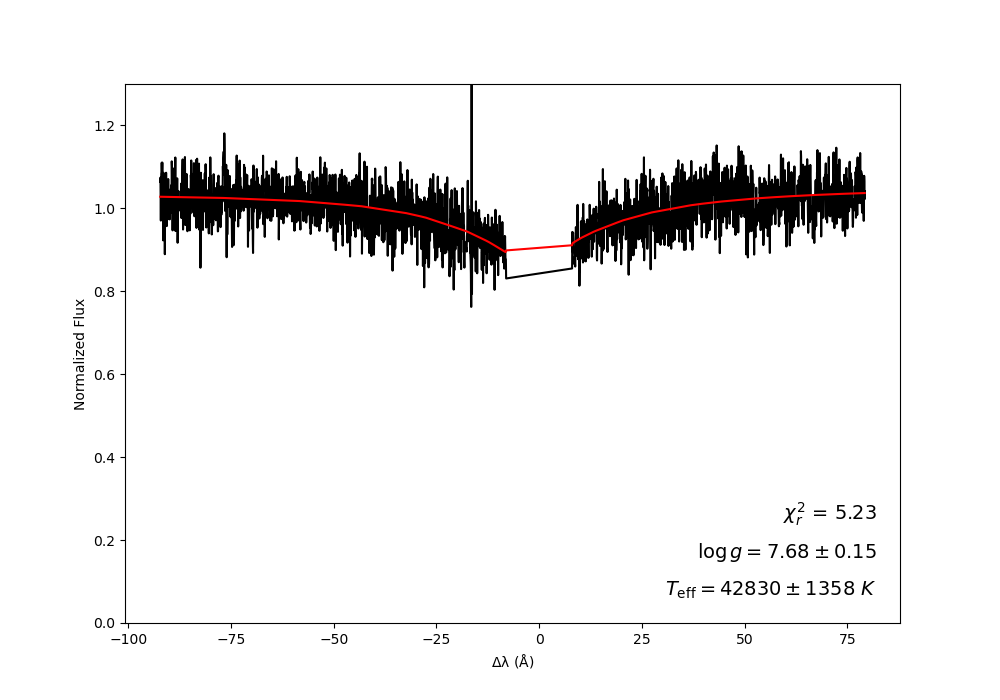 1.2
1.0
0.8
0.6
0.4
0.2
0.0
Normalized Flux
χ²ᵣ = 5.23
log g = 7.68 ± 0.15
T_eff = 42830 ± 1358 K
−100 −75 −50 −25 0 25 50 75
Δλ (Å)